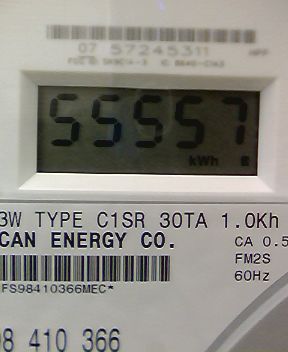 07 57245311
55557
kWh
3W TYPE C1SR 30TA 1.0Kh
CAN ENERGY CO.
CA 0.5
FM2S
60Hz
FS98410366MEC*
98 410 366